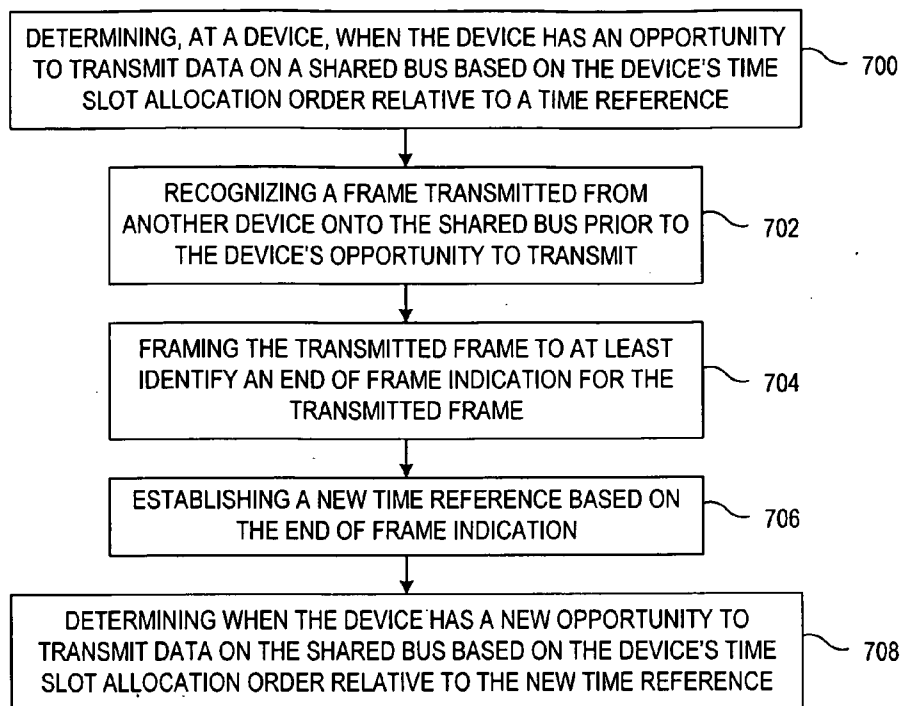 DETERMINING, AT A DEVICE, WHEN THE DEVICE HAS AN OPPORTUNITY
TO TRANSMIT DATA ON A SHARED BUS BASED ON THE DEVICE'S TIME
SLOT ALLOCATION ORDER RELATIVE TO A TIME REFERENCE
700
RECOGNIZING A FRAME TRANSMITTED FROM
ANOTHER DEVICE ONTO THE SHARED BUS PRIOR TO
THE DEVICE'S OPPORTUNITY TO TRANSMIT
702
FRAMING THE TRANSMITTED FRAME TO AT LEAST
IDENTIFY AN END OF FRAME INDICATION FOR THE
TRANSMITTED FRAME
704
ESTABLISHING A NEW TIME REFERENCE BASED ON
THE END OF FRAME INDICATION
706
DETERMINING WHEN THE DEVICE HAS A NEW OPPORTUNITY TO
TRANSMIT DATA ON THE SHARED BUS BASED ON THE DEVICE'S TIME
SLOT ALLOCATION ORDER RELATIVE TO THE NEW TIME REFERENCE
708